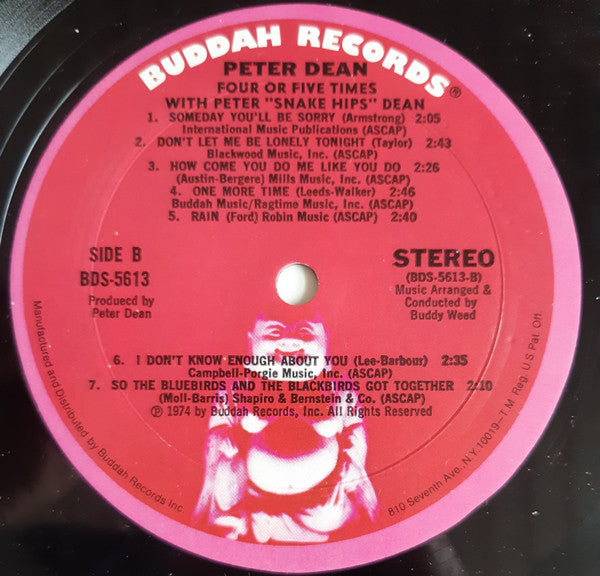 BUDDAH RECORDS®
PETER DEAN
FOUR OR FIVE TIMES
WITH PETER "SNAKE HIPS" DEAN
1. SOMEDAY YOU'LL BE SORRY (Armstrong) 2:05
International Music Publications (ASCAP)
2. DON'T LET ME BE LONELY TONIGHT (Taylor) 2:43
Blackwood Music, Inc. (ASCAP)
3. HOW COME YOU DO ME LIKE YOU DO 2:26
(Austin-Bergere) Mills Music, Inc. (ASCAP)
4. ONE MORE TIME (Leeds-Walker) 2:46
Buddah Music/Ragtime Music, Inc. (ASCAP)
5. RAIN (Ford) Robin Music (ASCAP) 2:40
SIDE B
BDS-5613
Produecd by
Peter Dean
STEREO
(BDS-5613-B)
Music Arranged &
Conducted by
Buddy Weed
6. I DON'T KNOW ENOUGH ABOUT YOU (Lee-Barbour) 2:35
Campbell-Porgie Music, Inc. (ASCAP)
7. SO THE BLUEBIRDS AND THE BLACKBIRDS GOT TOGETHER 2:10
(Moll-Barris) Shapiro & Bernstein & Co. (ASCAP)
℗ 1974 by Buddah Records, Inc. All Rights Reserved
Manufactured and Distributed by Buddah Records Inc.
810 Seventh Ave., N.Y. 10019–T.M. Reg. U.S. Pat. Off.